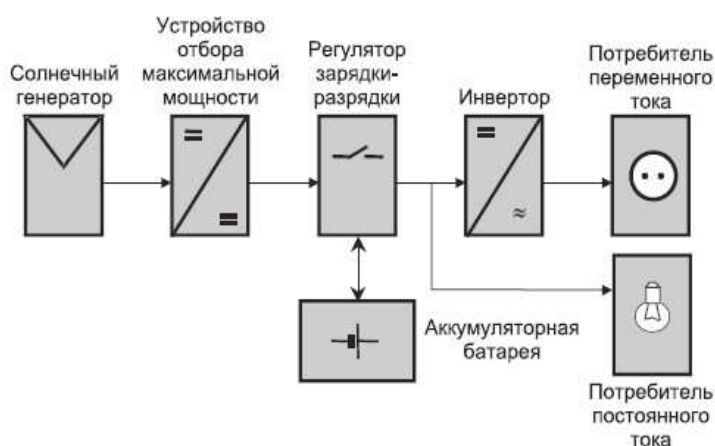 Солнечный
генератор
Устройство
отбора
максимальной
мощности
Регулятор
зарядки-
разрядки
Инвертор
Потребитель
переменного
тока
Аккумуляторная
батарея
Потребитель
постоянного
тока